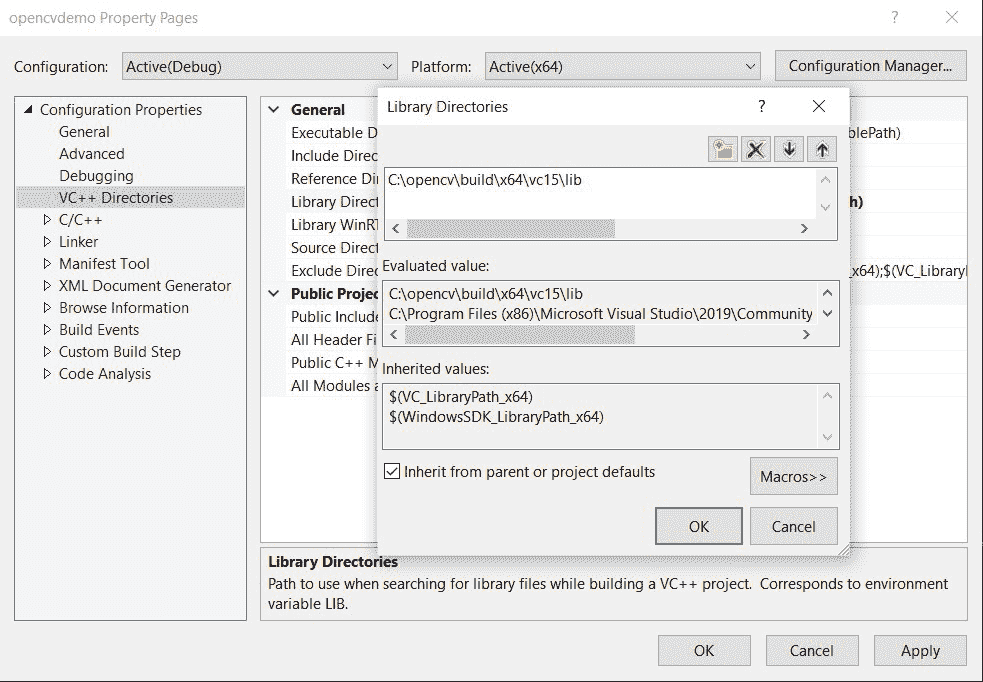 opencvdemo Property Pages
Configuration: Active(Debug) Platform: Active(x64) Configuration Manager...
Configuration Properties
General
Advanced
Debugging
VC++ Directories
C/C++
Linker
Manifest Tool
XML Document Generator
Browse Information
Build Events
Custom Build Step
Code Analysis
General
Executable D
blePath)
Include Direc
Reference Di
Library Direct
h)
Library WinRT
Source Direct
Exclude Direc
_x64);$(VC_LibraryI
Public Projec
Public Include
All Header Fi
Public C++ M
All Modules a
Library Directories
?
C:\opencv\build\x64\vc15\lib
Evaluated value:
C:\opencv\build\x64\vc15\lib
C:\Program Files (x86)\Microsoft Visual Studio\2019\Community
Inherited values:
$(VC_LibraryPath_x64)
$(WindowsSDK_LibraryPath_x64)
Inherit from parent or project defaults
Macros>>
OK Cancel
Library Directories
Path to use when searching for library files while building a VC++ project. Corresponds to environment
variable LIB.
OK Cancel Apply